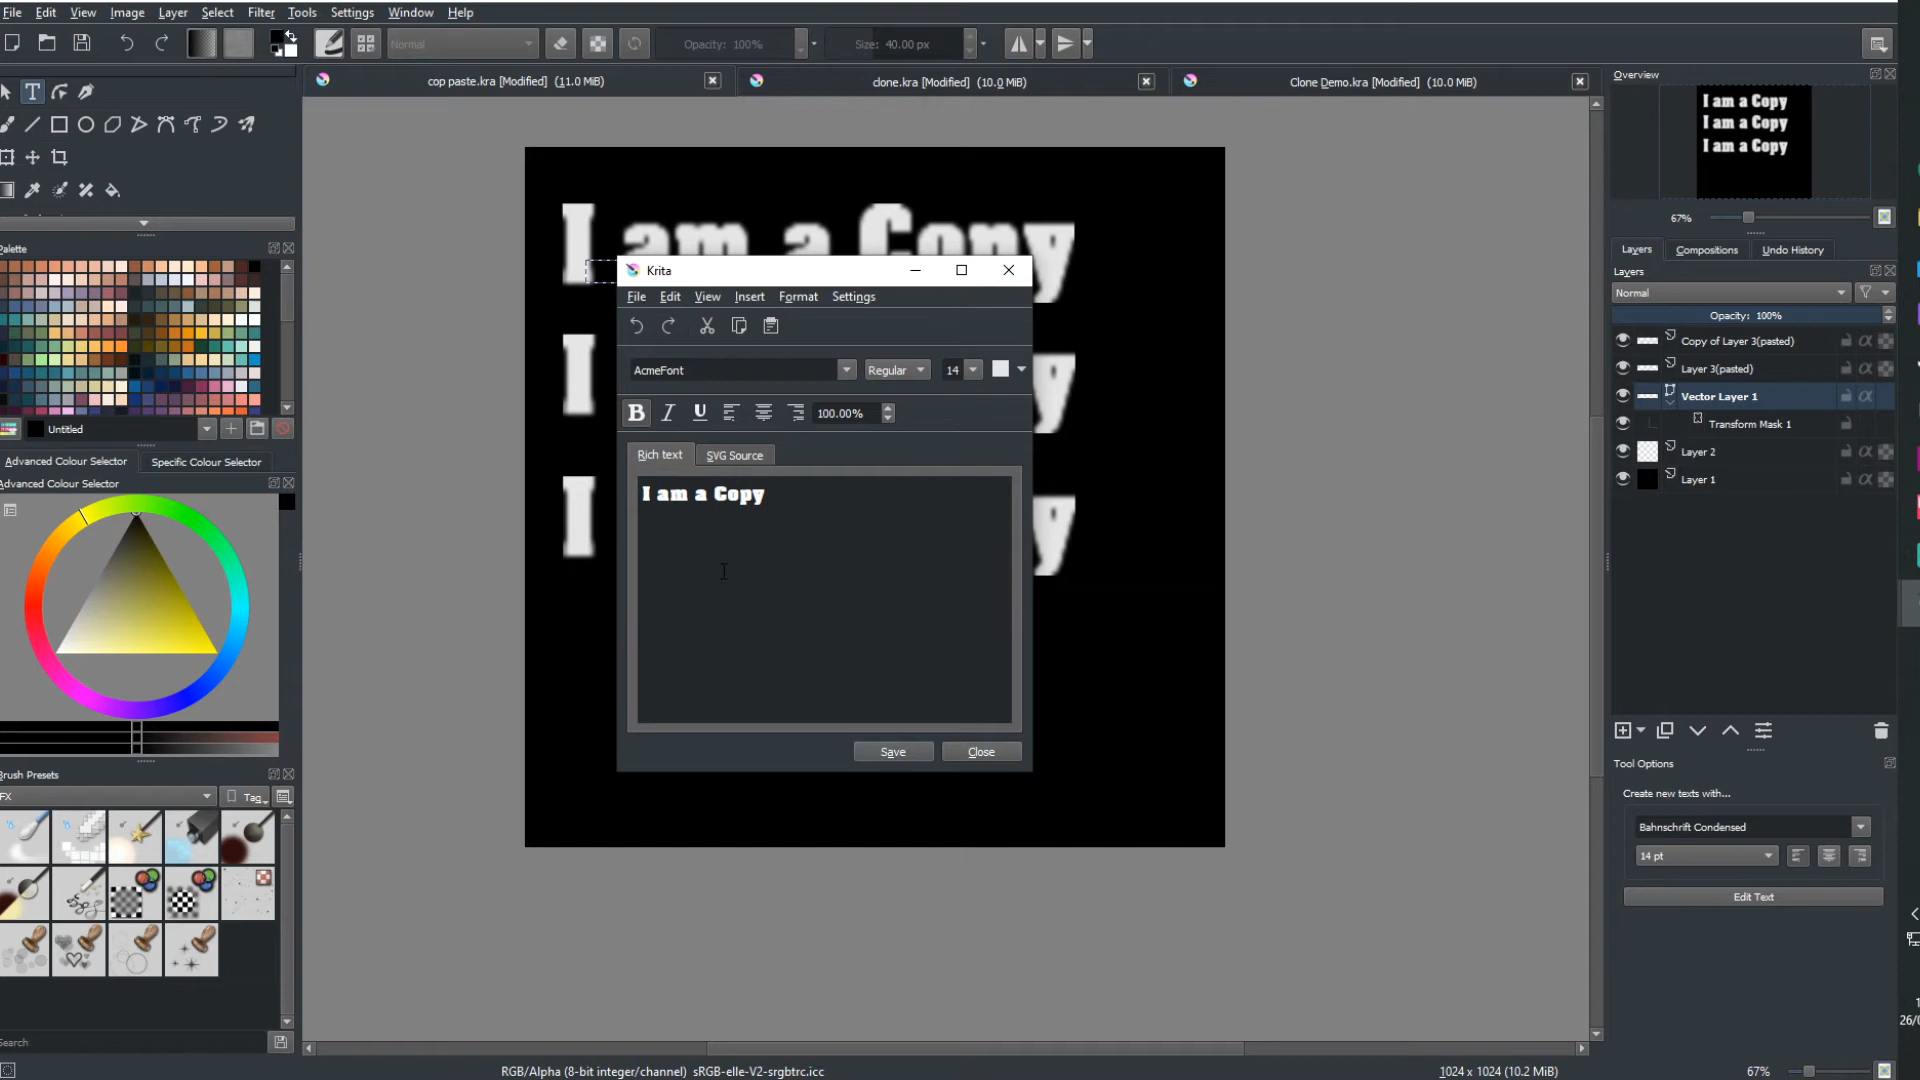 File Edit View Image Layer Select Filter Tools Settings Window Help
Normal Opacity: 100% Size: 40.00 px
cop paste.kra [Modified] (11.0 MiB) clone.kra [Modified] (10.0 MiB) Clone Demo.kra [Modified] (10.0 MiB)
Overview
I am a Copy
I am a Copy
I am a Copy
67%
I am a Copy
I y
I y
Palette
Untitled
Advanced Colour Selector Specific Colour Selector
Advanced Colour Selector
Brush Presets
FX Tag
Search
Krita
File Edit View Insert Format Settings
AcmeFont Regular 14
B I U 100.00%
Rich text SVG Source
I am a Copy
Save Close
Layers Compositions Undo History
Layers
Normal
Opacity: 100%
Copy of Layer 3(pasted)
Layer 3(pasted)
Vector Layer 1
Transform Mask 1
Layer 2
Layer 1
Tool Options
Create new texts with...
Bahnschrift Condensed
14 pt
Edit Text
RGB/Alpha (8-bit integer/channel) sRGB-elle-V2-srgbtrc.icc 1024 x 1024 (10.2 MiB) 67%